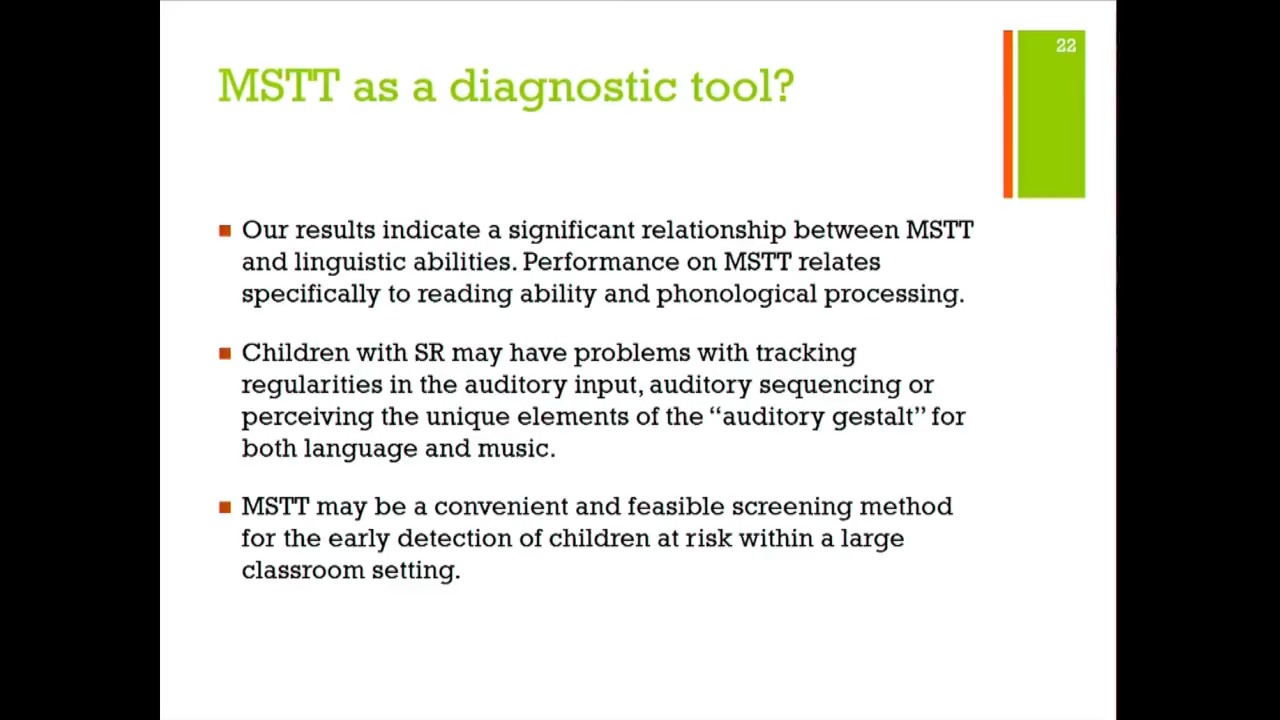 22
MSTT as a diagnostic tool?
Our results indicate a significant relationship between MSTT
and linguistic abilities. Performance on MSTT relates
specifically to reading ability and phonological processing.
Children with SR may have problems with tracking
regularities in the auditory input, auditory sequencing or
perceiving the unique elements of the “auditory gestalt” for
both language and music.
MSTT may be a convenient and feasible screening method
for the early detection of children at risk within a large
classroom setting.